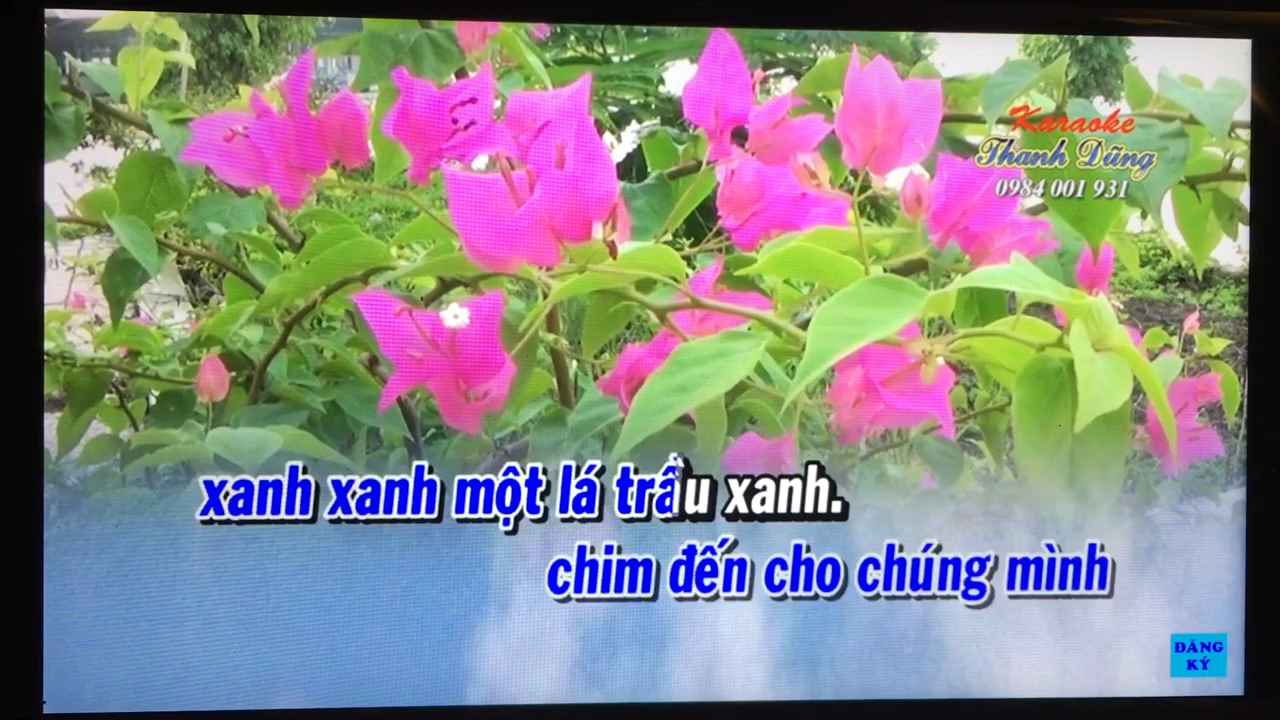 Karaoke
Thanh Dũng
0984 001 931
xanh xanh một lá trầu xanh.
chim đến cho chúng mình
ĐĂNG
KÝ